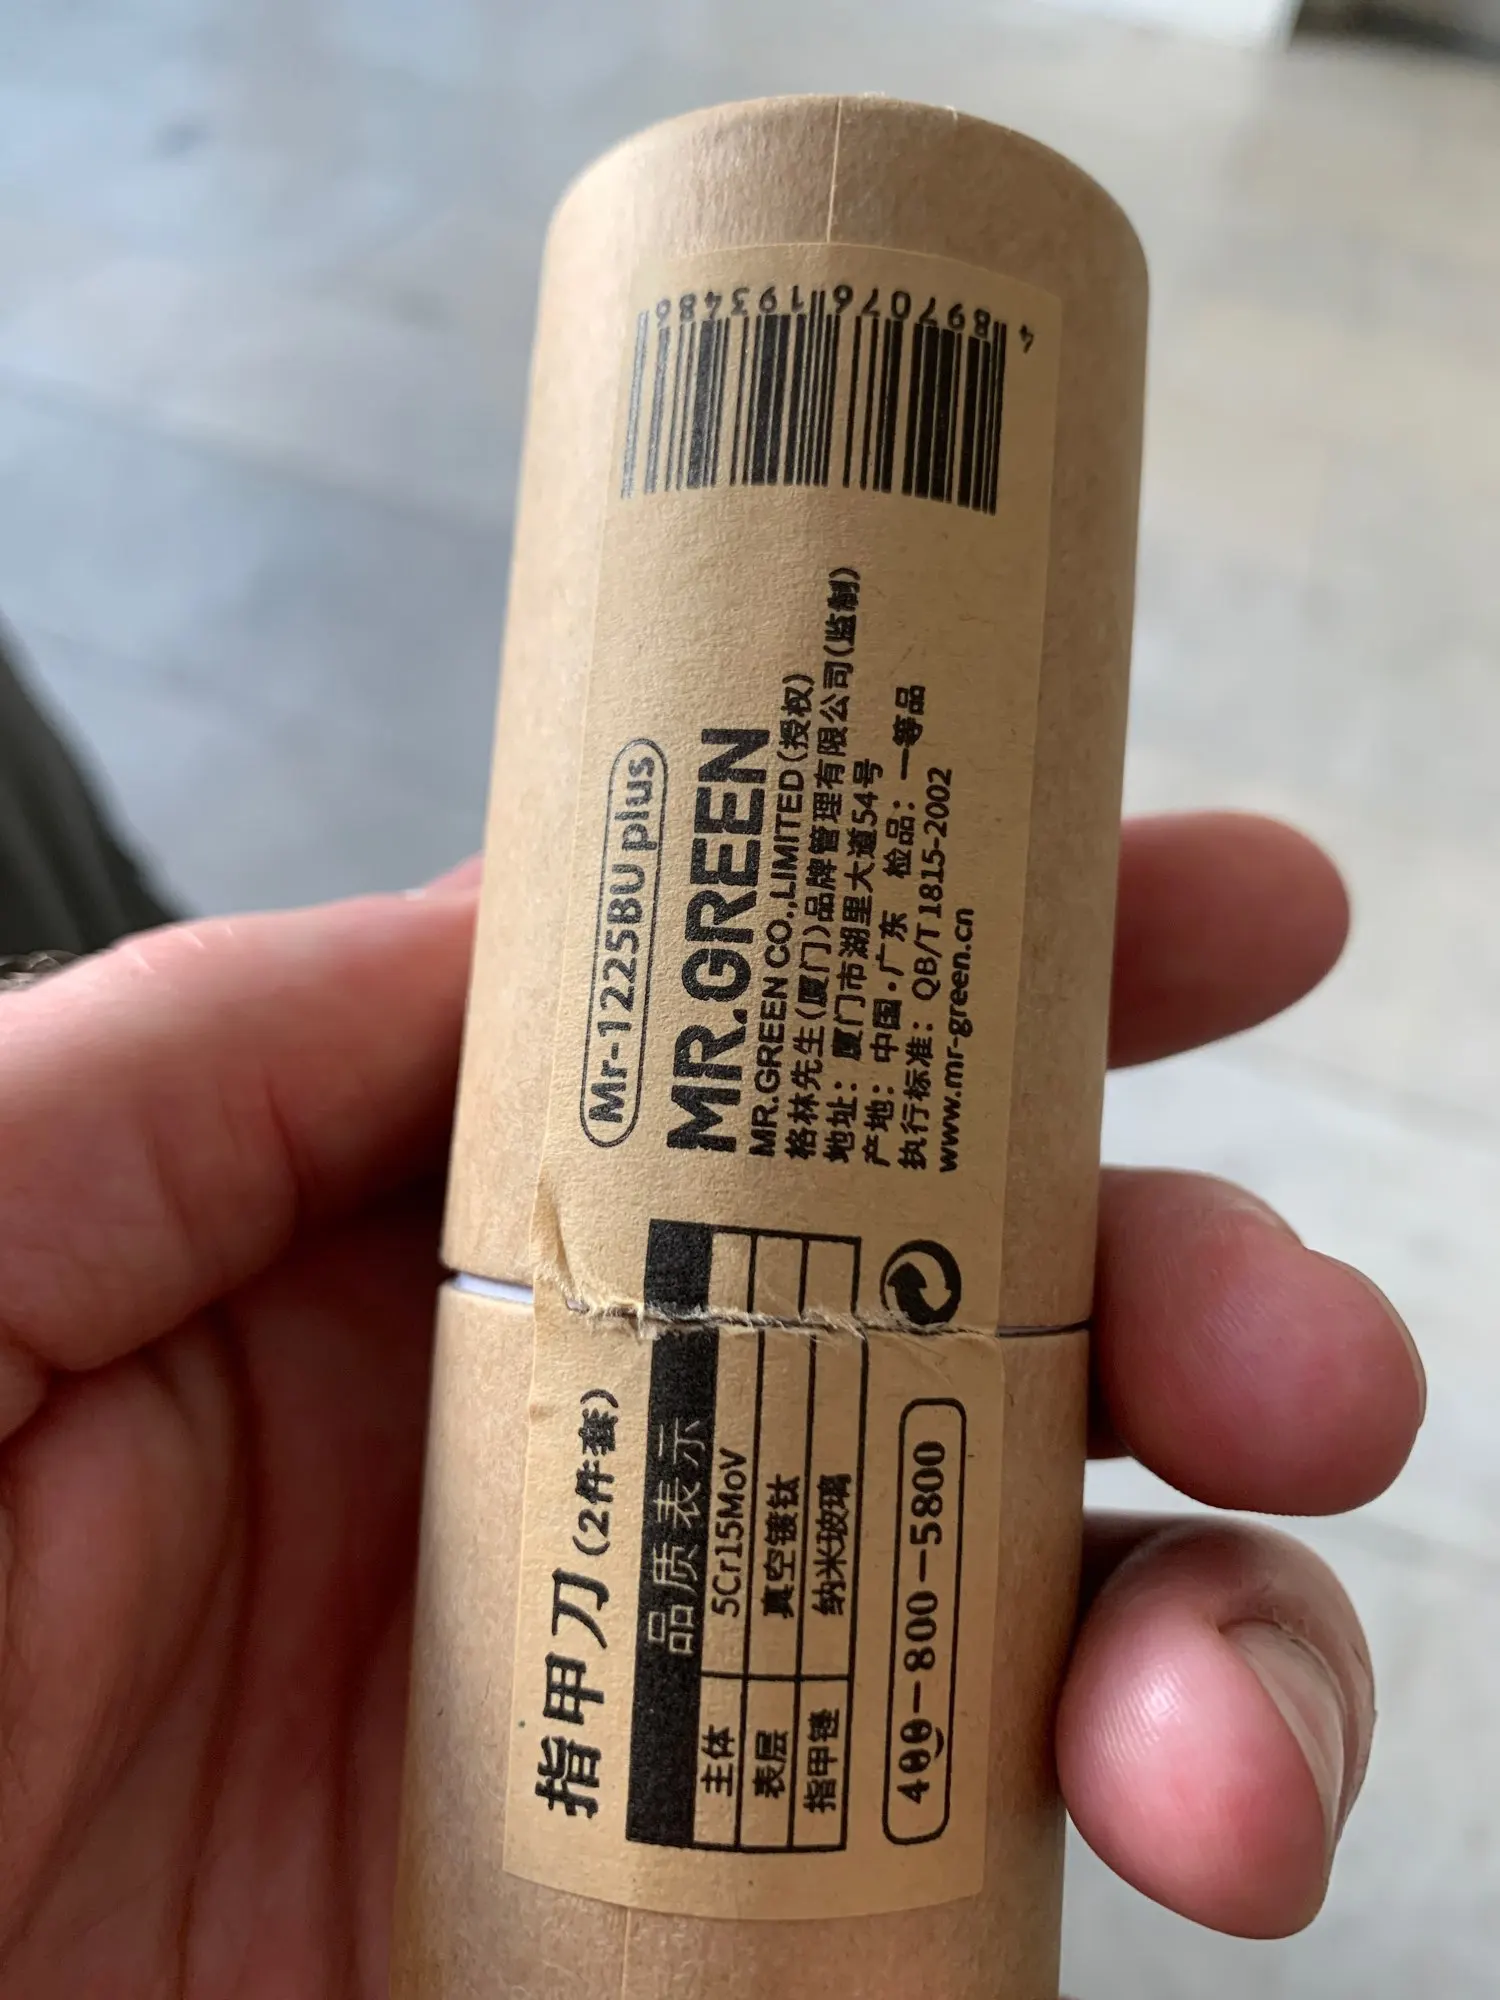 指甲刀(2件套)
品质表示
主体 5Cr15MoV
表层 真空镀钛
指甲锉 纳米玻璃
400-800-5800
Mr-1225BU plus
MR.GREEN
MR.GREEN CO.,LIMITED(授权)
格林先生(厦门)品牌管理有限公司(监制)
地址：厦门市湖里大道54号
产地：中国·广东 检品：一等品
执行标准：QB/T 1815-2002
www.mr-green.cn
4 897076 193486